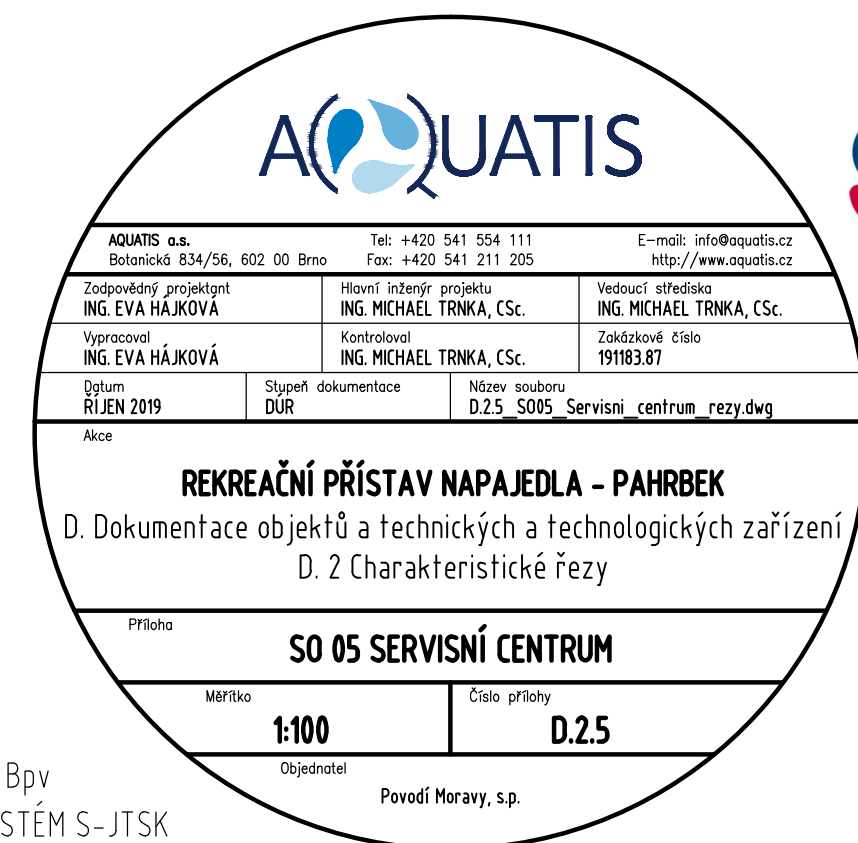 AQUATIS
AQUATIS a.s. Tel: +420 541 554 111 E-mail: info@aquatis.cz
Botanická 834/56, 602 00 Brno Fax: +420 541 211 205 http://www.aquatis.cz
Zodpovědný projektant Hlavní inženýr projektu Vedoucí střediska
ING. EVA HÁJKOVÁ ING. MICHAEL TRNKA, CSc. ING. MICHAEL TRNKA, CSc.
Vypracoval Kontroloval Zakázkové číslo
ING. EVA HÁJKOVÁ ING. MICHAEL TRNKA, CSc. 191183.87
Datum Stupeň dokumentace Název souboru
ŘÍJEN 2019 DÚR D.2.5_SO05_Servisni_centrum_rezy.dwg
Akce
REKREAČNÍ PŘÍSTAV NAPAJEDLA - PAHRBEK
D. Dokumentace objektů a technických a technologických zařízení
D. 2 Charakteristické řezy
Příloha
SO 05 SERVISNÍ CENTRUM
Měřítko Číslo přílohy
1:100 D.2.5
Objednatel
Povodí Moravy, s.p.
Bpv
STÉM S-JTSK